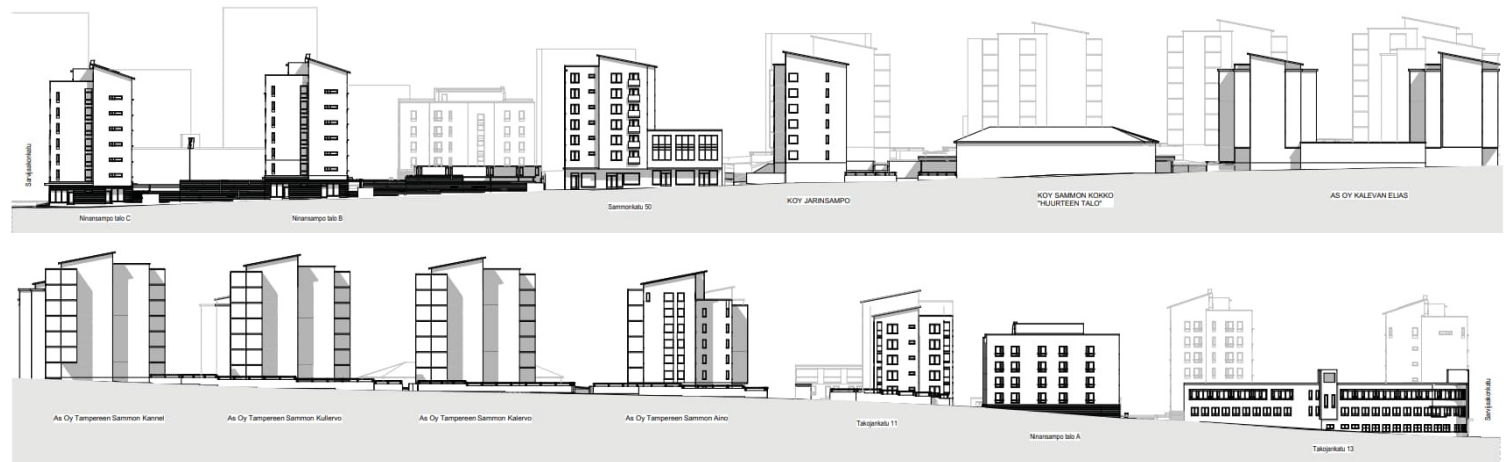 Sarvijaakonkatu
Ninansampo talo C
Ninansampo talo B
Sammonkatu 50
KOY JARINSAMPO
KOY SAMMON KOKKO
"HUURTEEN TALO"
AS OY KALEVAN ELIAS
As Oy Tampereen Sammon Kannel
As Oy Tampereen Sammon Kullervo
As Oy Tampereen Sammon Kalervo
As Oy Tampereen Sammon Aino
Takojankatu 11
Ninansampo talo A
Takojankatu 13
Sarvijaakonkatu